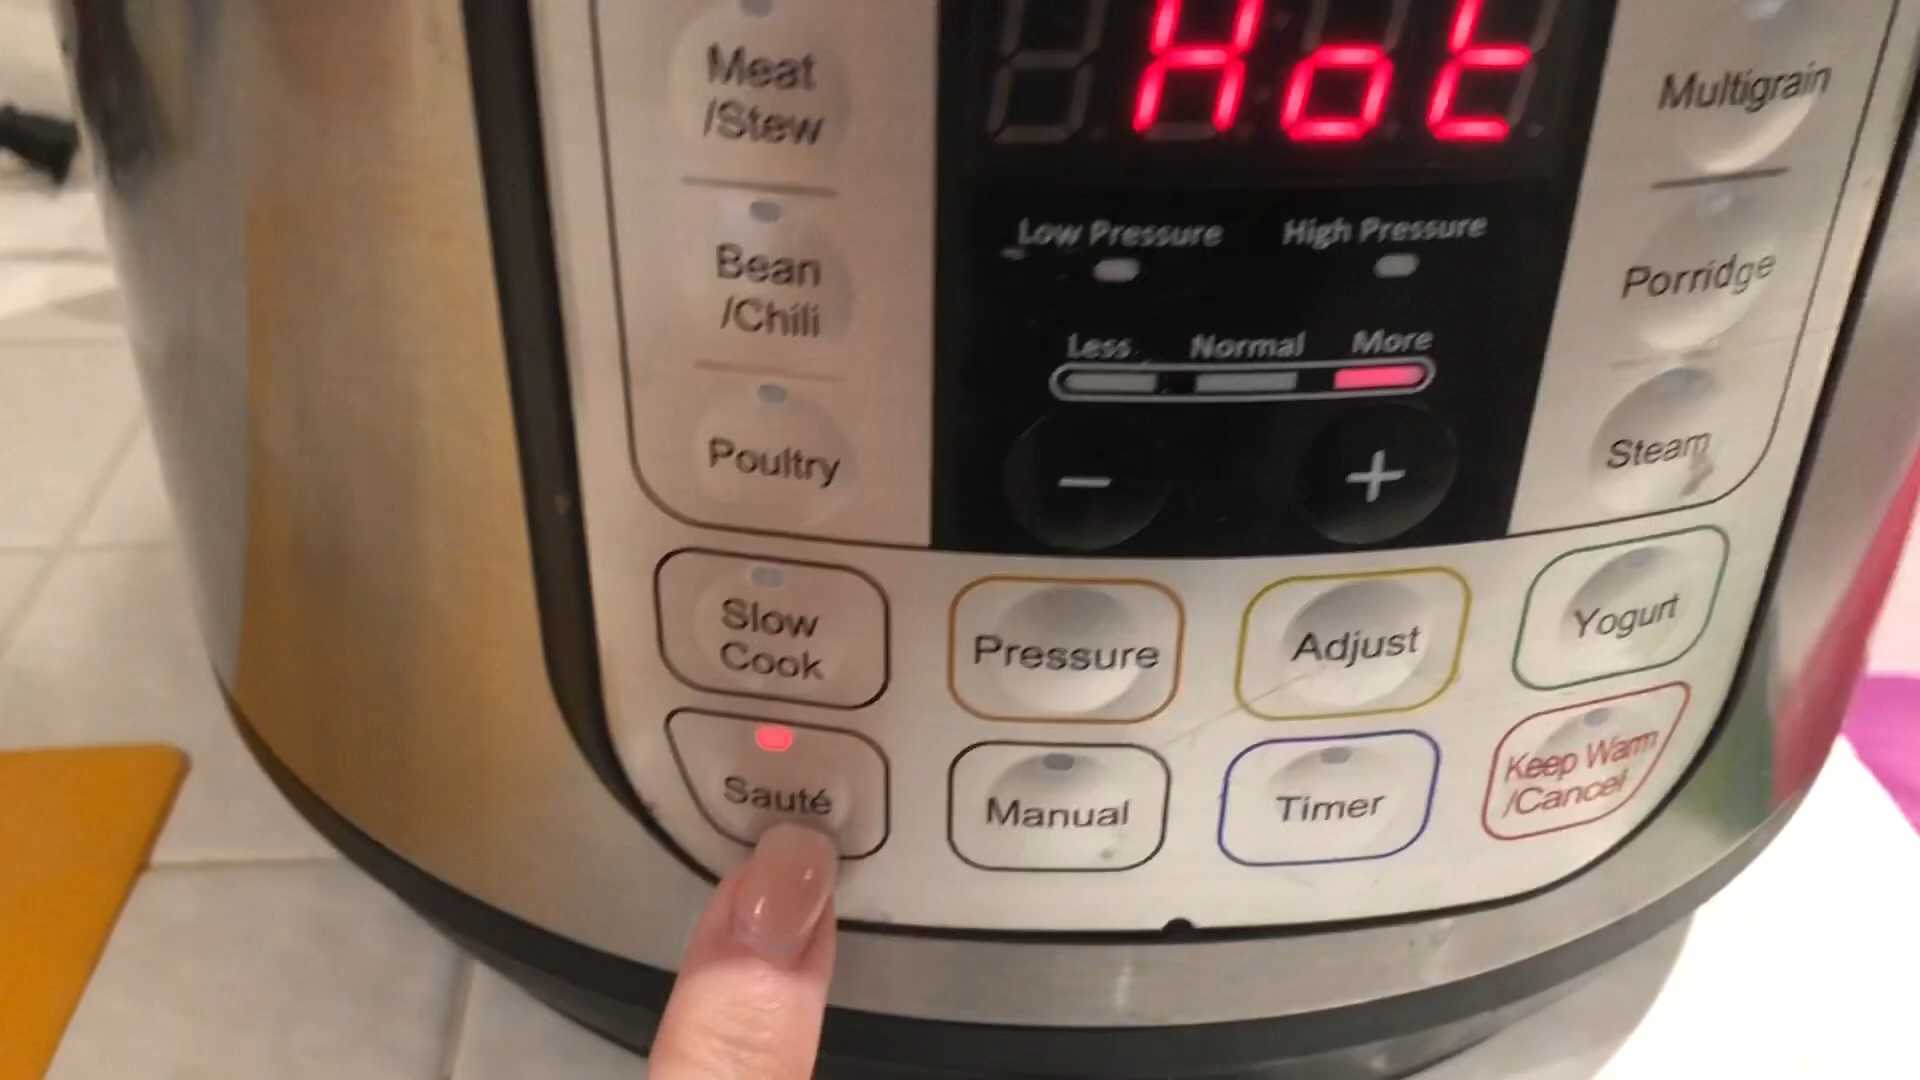 Meat
/Stew
Bean
/Chili
Poultry
Hot
Low Pressure High Pressure
Less Normal More
− +
Multigrain
Porridge
Steam
Slow
Cook
Pressure
Adjust
Yogurt
Sauté
Manual
Timer
Keep Warm
/Cancel